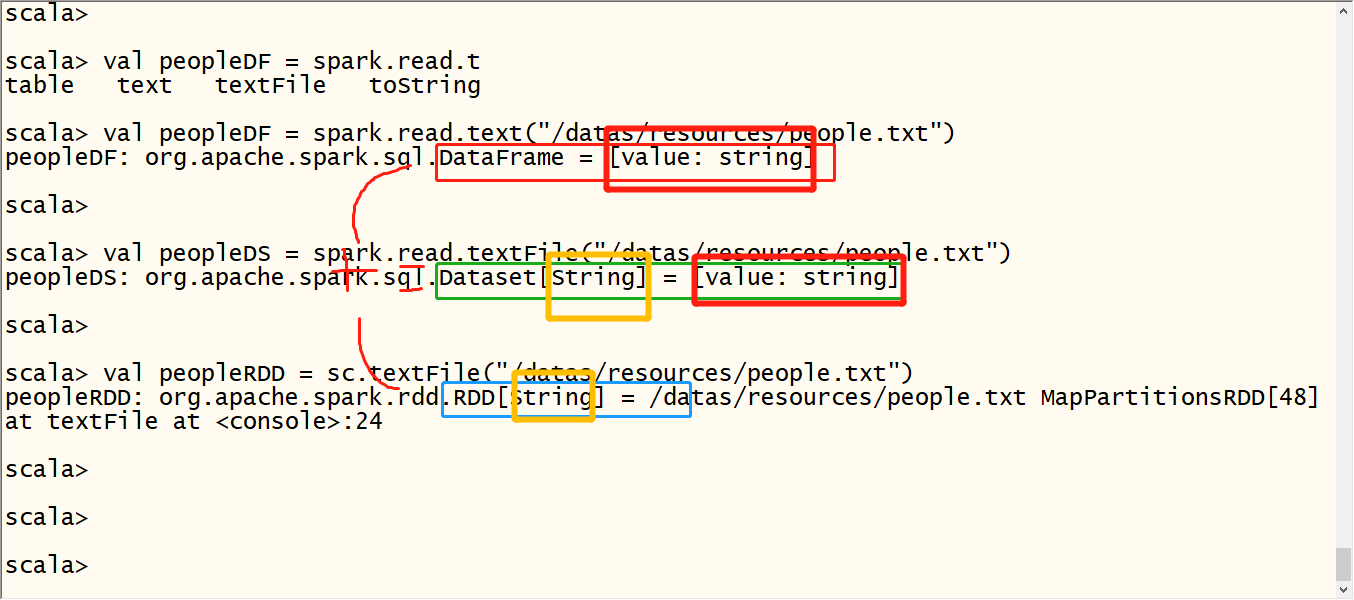 scala>
scala> val peopleDF = spark.read.t
table   text   textFile   toString
scala> val peopleDF = spark.read.text("/datas/resources/people.txt")
peopleDF: org.apache.spark.sql.DataFrame = [value: string]
scala>
scala> val peopleDS = spark.read.textFile("/datas/resources/people.txt")
peopleDS: org.apache.spark.sql.Dataset[String] = [value: string]
scala>
scala> val peopleRDD = sc.textFile("/datas/resources/people.txt")
peopleRDD: org.apache.spark.rdd.RDD[String] = /datas/resources/people.txt MapPartitionsRDD[48]
at textFile at <console>:24
scala>
scala>
scala>